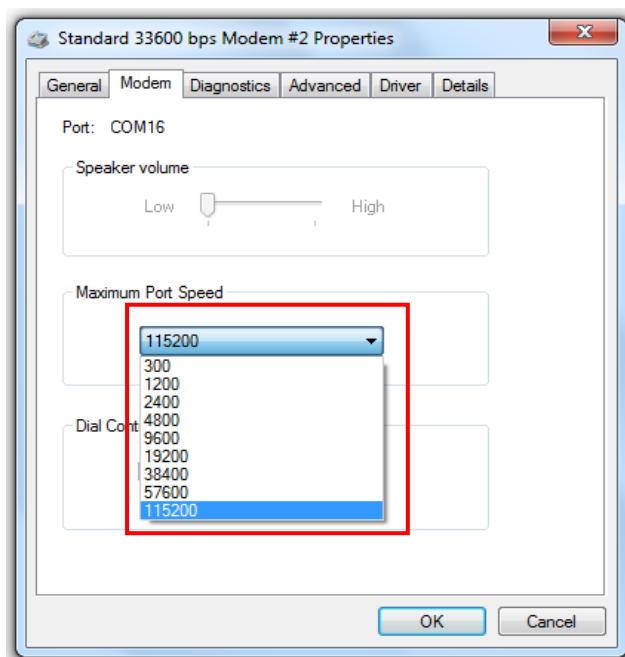 Standard 33600 bps Modem #2 Properties
X
General Modem Diagnostics Advanced Driver Details
Port: COM16
Speaker volume
Low High
Maximum Port Speed
115200
300
1200
2400
4800
Dial Cont
9600
19200
38400
57600
115200
OK Cancel